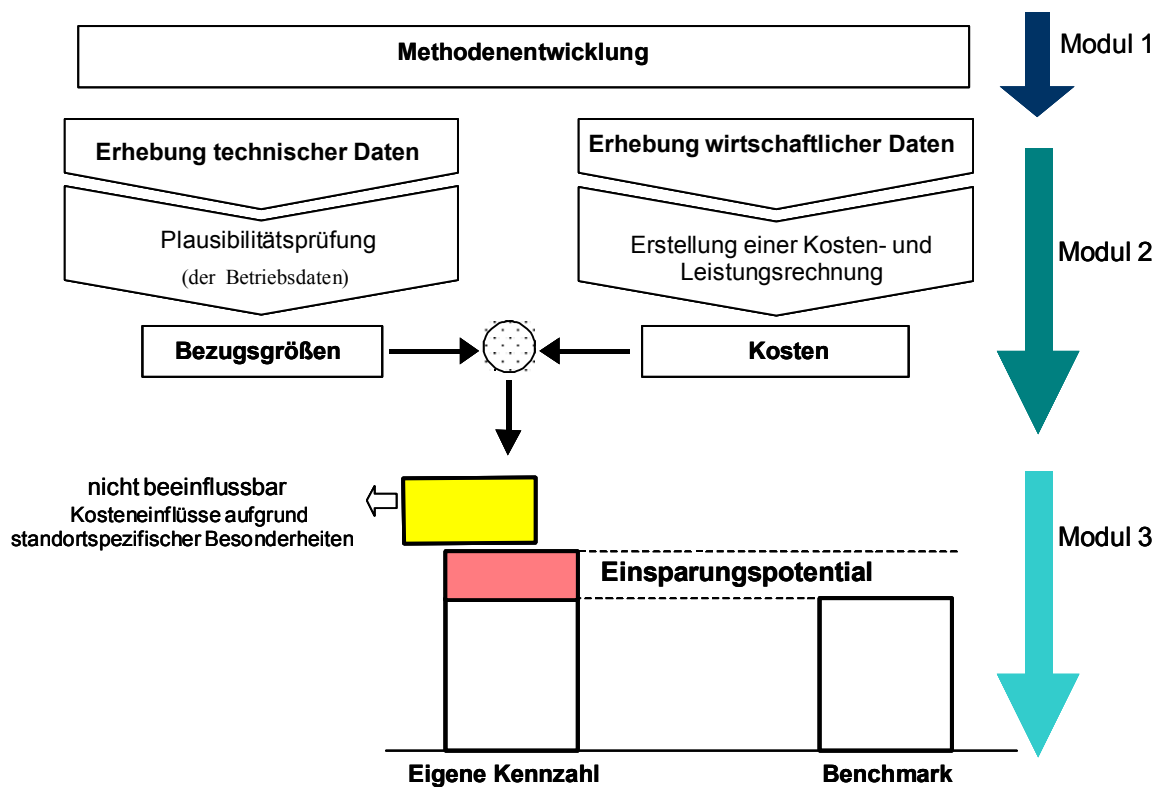 Methodenentwicklung
Modul 1
Erhebung technischer Daten
Erhebung wirtschaftlicher Daten
Plausibilitätsprüfung
(der Betriebsdaten)
Erstellung einer Kosten- und
Leistungsrechnung
Modul 2
Bezugsgrößen
Kosten
nicht beeinflussbar
Kosteneinflüsse aufgrund
standortspezifischer Besonderheiten
Modul 3
Einsparungspotential
Eigene Kennzahl
Benchmark